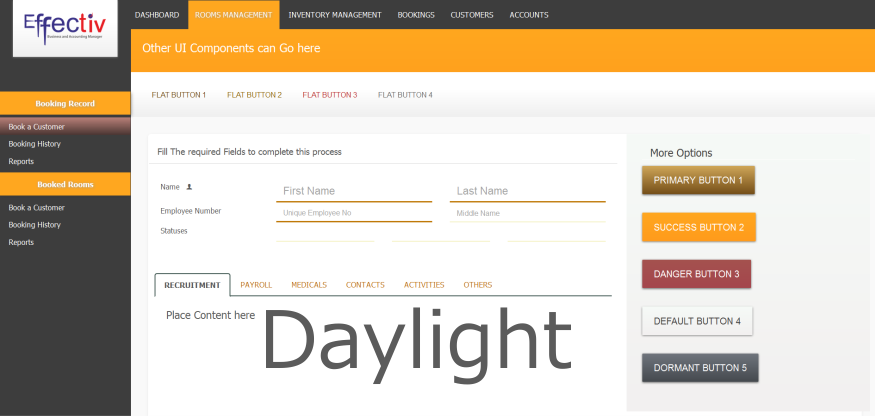 Effectiv
Business and Accounting Manager
DASHBOARD ROOMS MANAGEMENT INVENTORY MANAGEMENT BOOKINGS CUSTOMERS ACCOUNTS
Other UI Components can Go here
FLAT BUTTON 1 FLAT BUTTON 2 FLAT BUTTON 3 FLAT BUTTON 4
Booking Record
Book a Customer
Booking History
Reports
Booked Rooms
Book a Customer
Booking History
Reports
Fill The required Fields to complete this process
Name First Name Last Name
Employee Number Unique Employee No Middle Name
Statuses
RECRUITMENT PAYROLL MEDICALS CONTACTS ACTIVITIES OTHERS
Place Content here
Daylight
More Options
PRIMARY BUTTON 1
SUCCESS BUTTON 2
DANGER BUTTON 3
DEFAULT BUTTON 4
DORMANT BUTTON 5